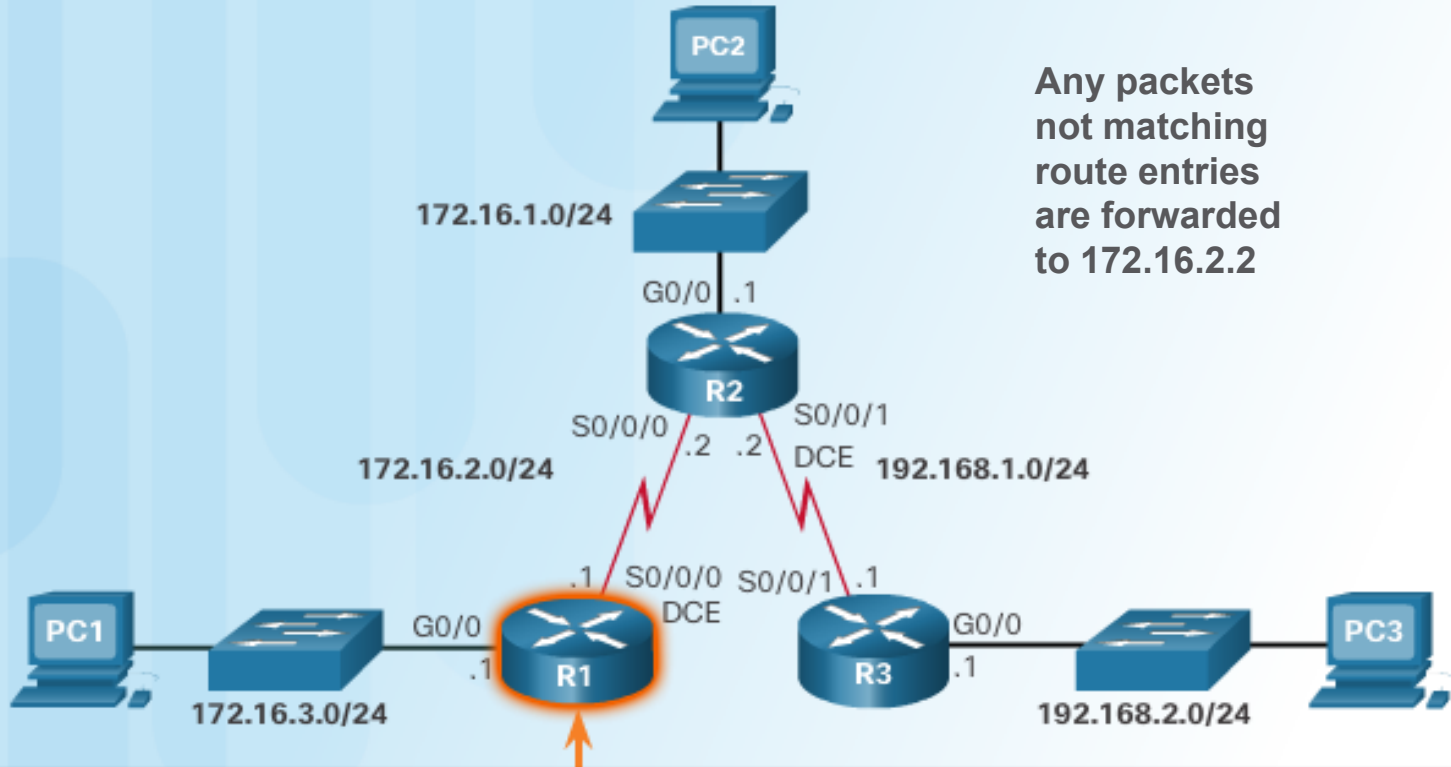 PC2
Any packets
not matching
route entries
are forwarded
to 172.16.2.2
172.16.1.0/24
G0/0 .1
R2
S0/0/0 .2 .2 S0/0/1
DCE
172.16.2.0/24
192.168.1.0/24
.1 S0/0/0
DCE
S0/0/1 .1
PC1
G0/0
.1
R1
172.16.3.0/24
R3
G0/0
.1
PC3
192.168.2.0/24